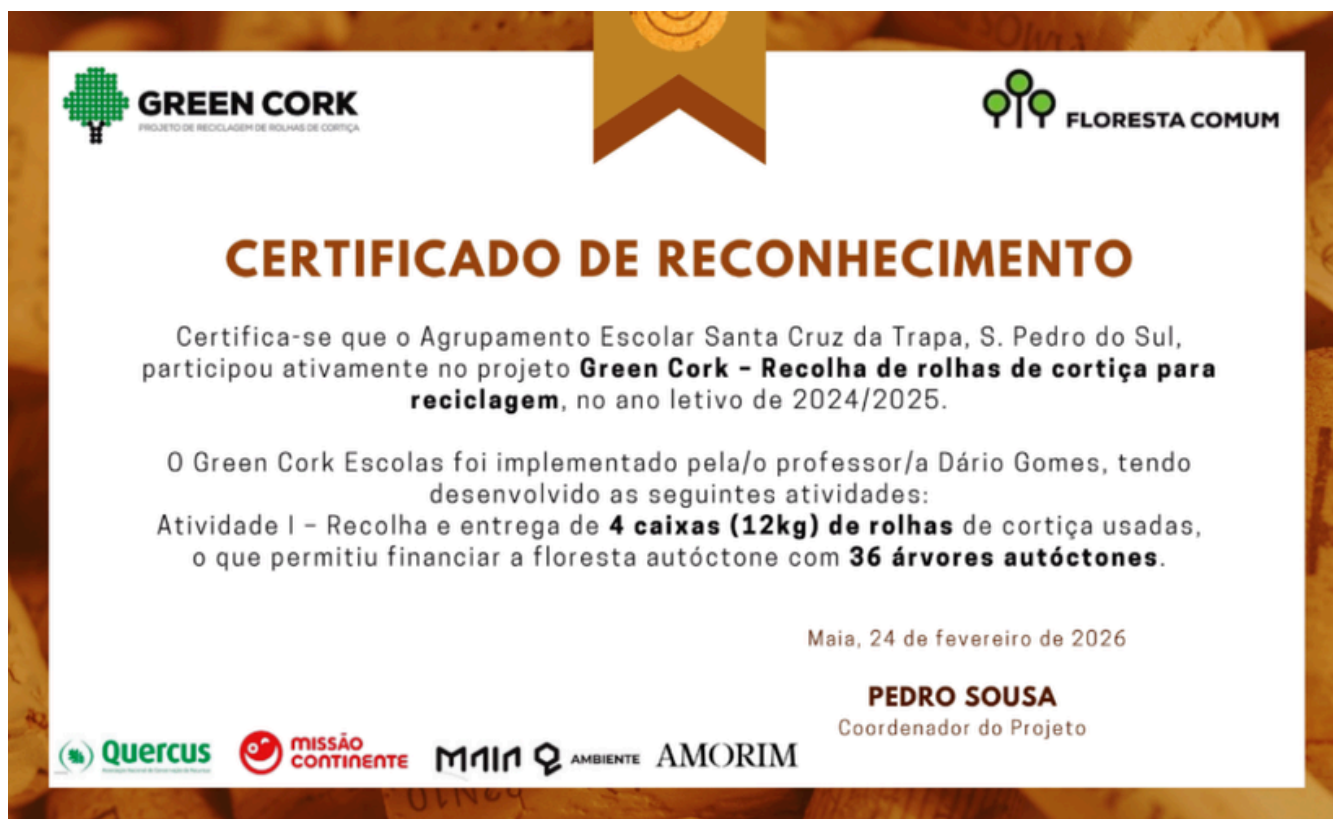 GREEN CORK
PROJETO DE RECICLAGEM DE ROLHAS DE CORTIÇA
FLORESTA COMUM
CERTIFICADO DE RECONHECIMENTO
Certifica-se que o Agrupamento Escolar Santa Cruz da Trapa, S. Pedro do Sul,
participou ativamente no projeto Green Cork – Recolha de rolhas de cortiça para
reciclagem, no ano letivo de 2024/2025.
O Green Cork Escolas foi implementado pela/o professor/a Dário Gomes, tendo
desenvolvido as seguintes atividades:
Atividade I – Recolha e entrega de 4 caixas (12kg) de rolhas de cortiça usadas,
o que permitiu financiar a floresta autóctone com 36 árvores autóctones.
Maia, 24 de fevereiro de 2026
PEDRO SOUSA
Coordenador do Projeto
Quercus
MISSÃO
CONTINENTE
MAIA AMBIENTE
AMORIM